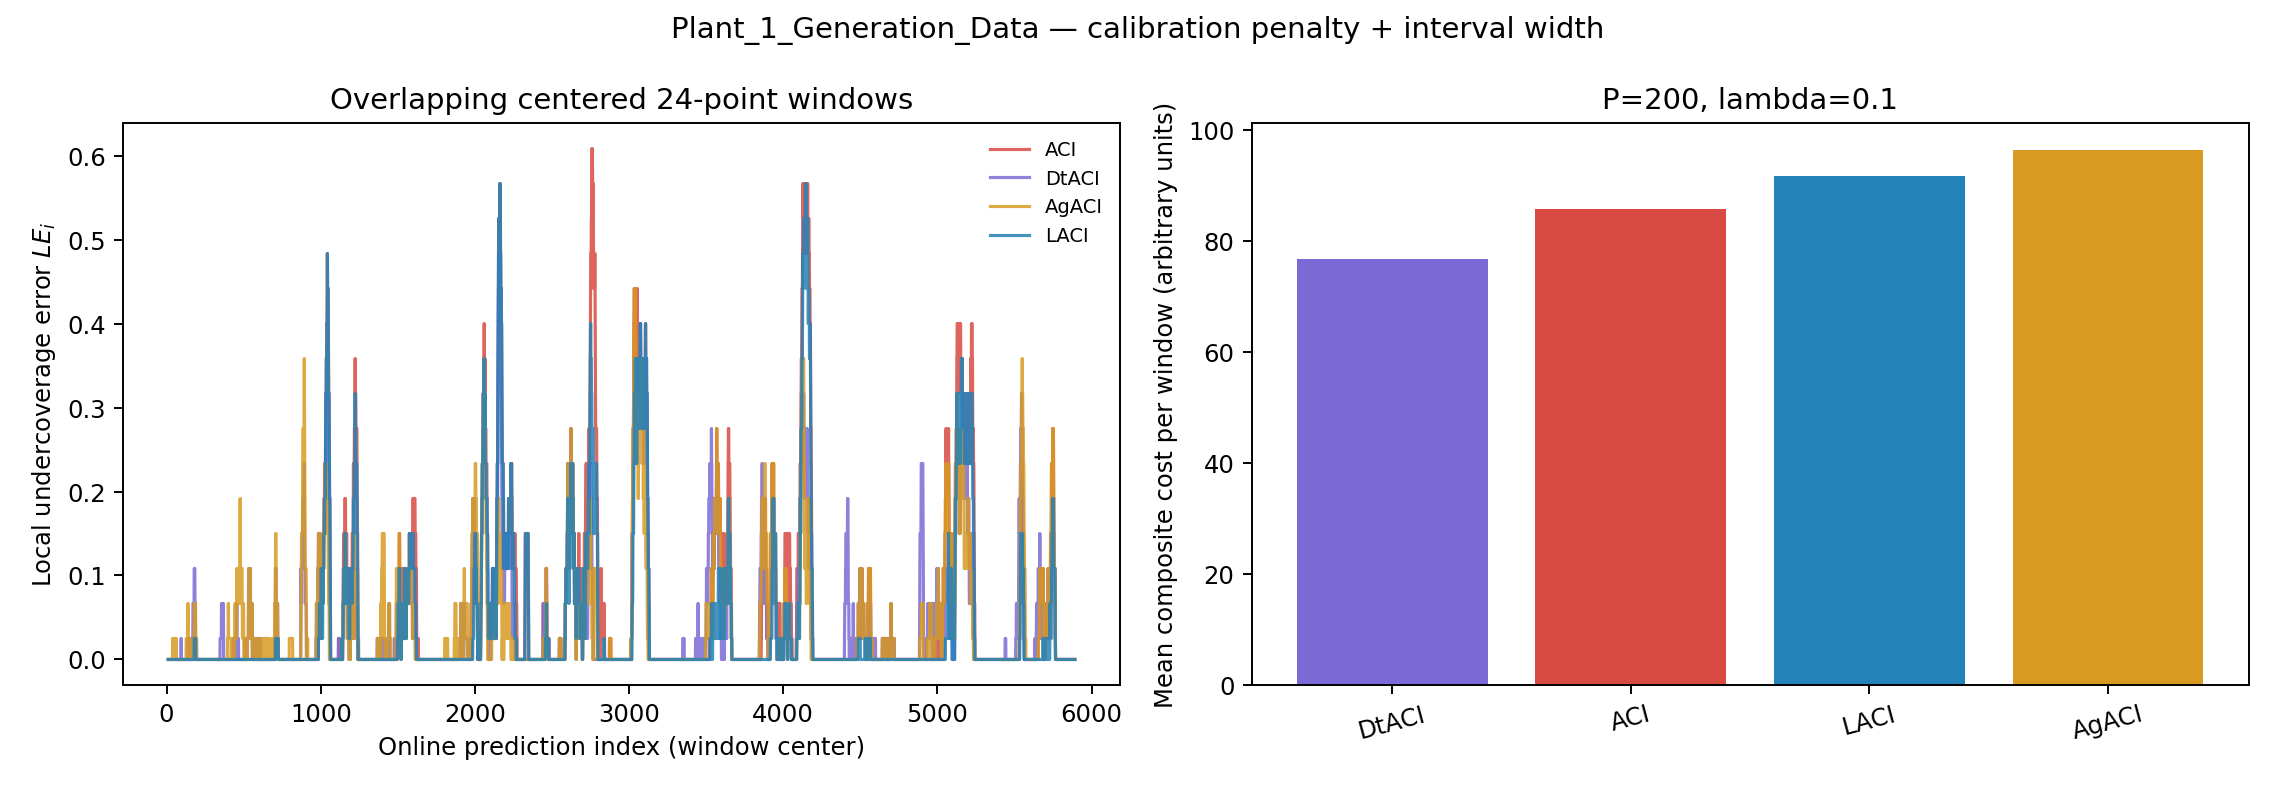 Plant_1_Generation_Data — calibration penalty + interval width
Overlapping centered 24-point windows
Local undercoverage error LEᵢ
0.6
0.5
0.4
0.3
0.2
0.1
0.0
ACI
DtACI
AgACI
LACI
0 1000 2000 3000 4000 5000 6000
Online prediction index (window center)
P=200, lambda=0.1
Mean composite cost per window (arbitrary units)
100
80
60
40
20
0
DtACI ACI LACI AgACI